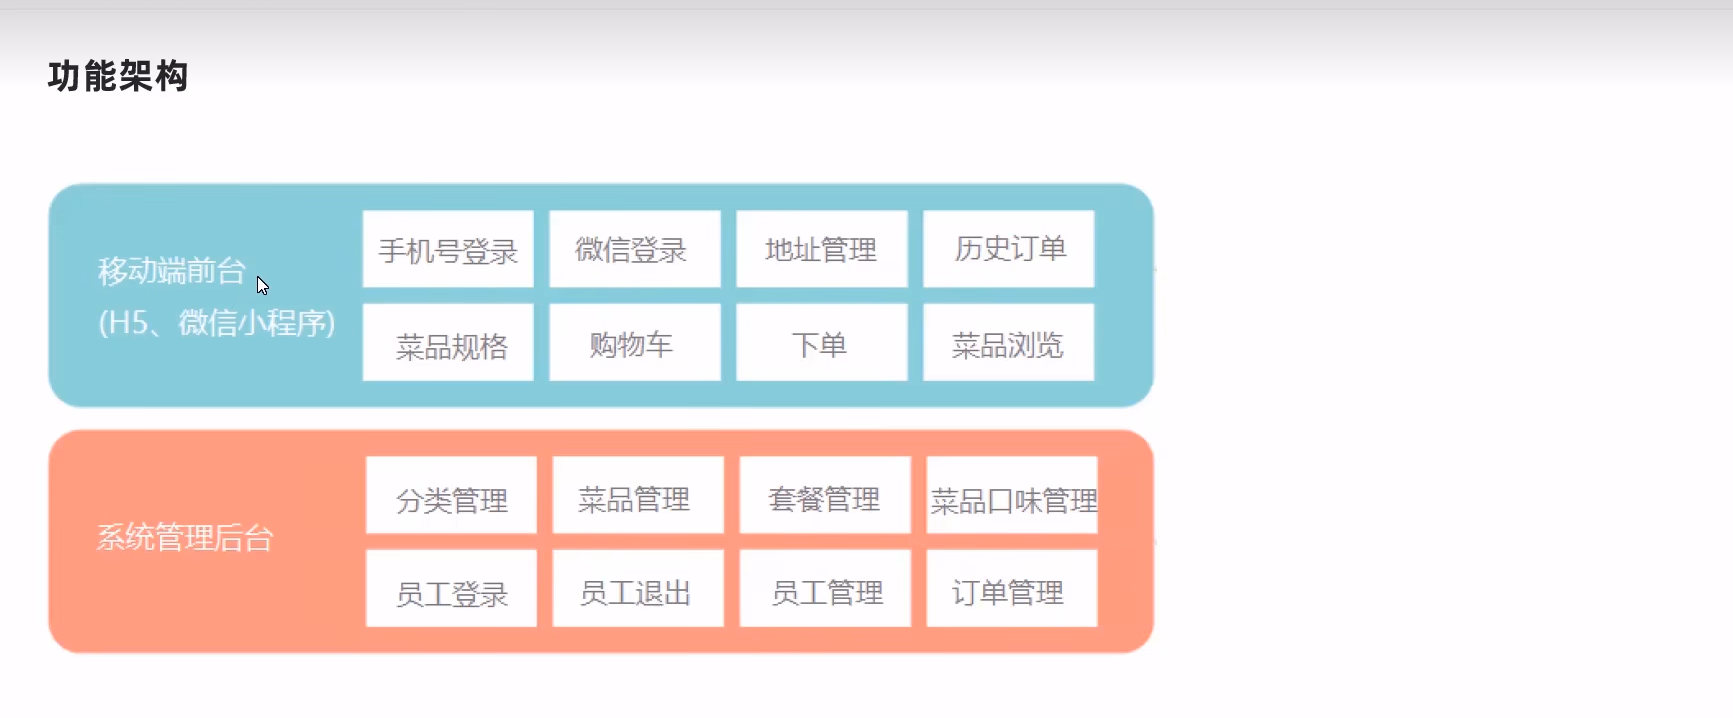 功能架构
移动端前台
(H5、微信小程序)
手机号登录
微信登录
地址管理
历史订单
菜品规格
购物车
下单
菜品浏览
系统管理后台
分类管理
菜品管理
套餐管理
菜品口味管理
员工登录
员工退出
员工管理
订单管理